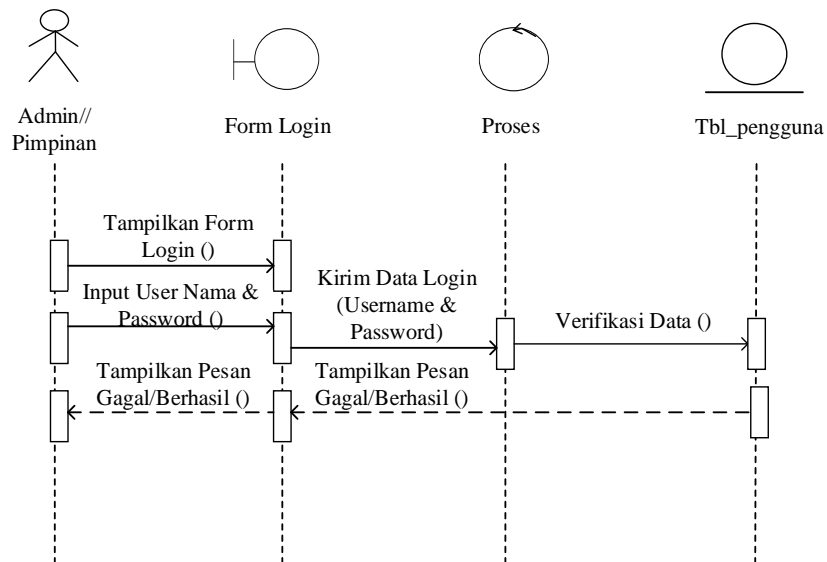 Admin//
Pimpinan
Form Login
Proses
Tbl_pengguna
Tampilkan Form
Login ()
Input User Nama &
Password ()
Kirim Data Login
(Username &
Password)
Verifikasi Data ()
Tampilkan Pesan
Gagal/Berhasil ()
Tampilkan Pesan
Gagal/Berhasil ()